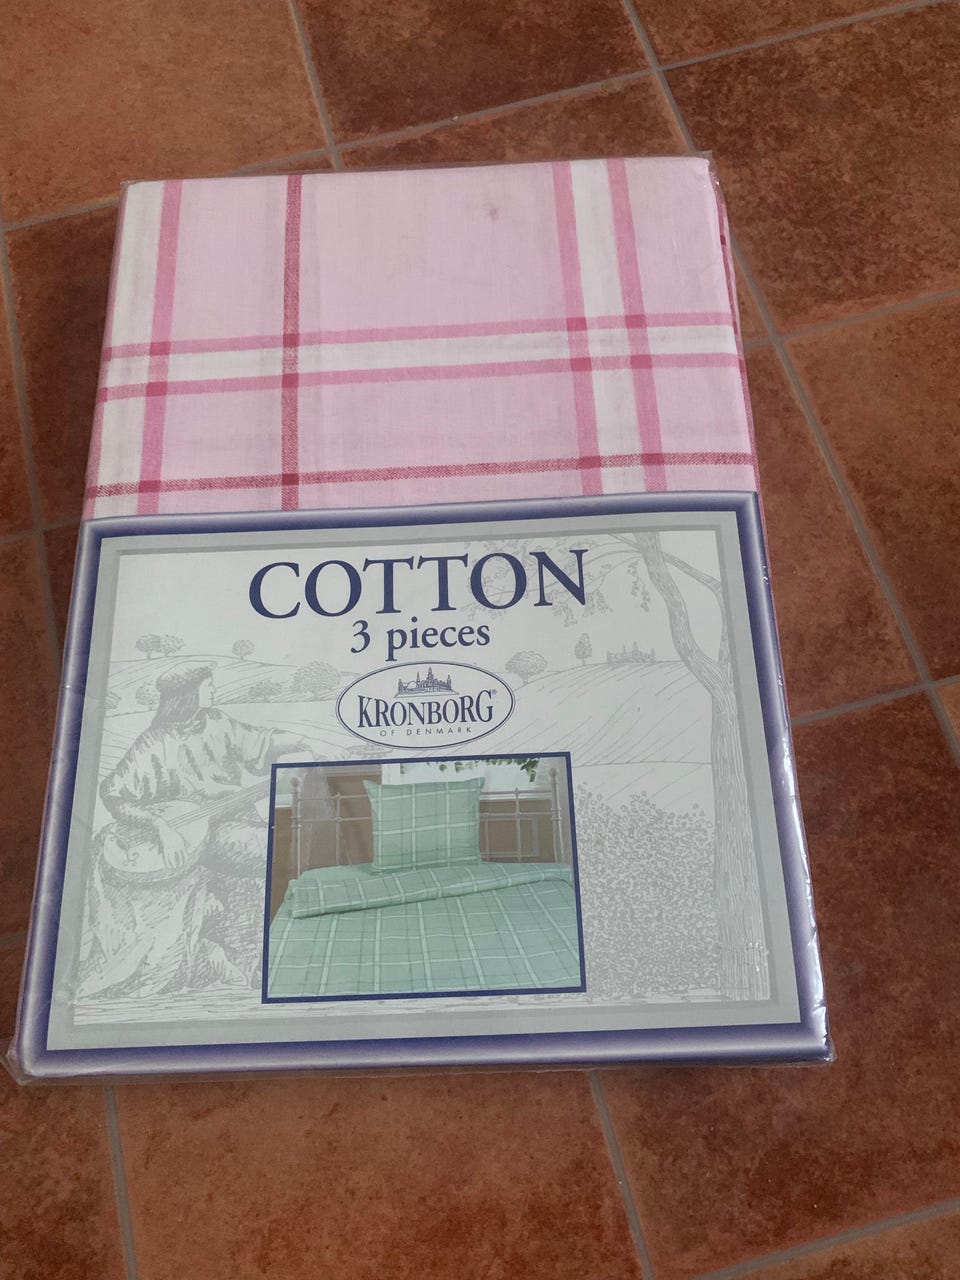 COTTON
3 pieces
KRONBORG®
OF DENMARK